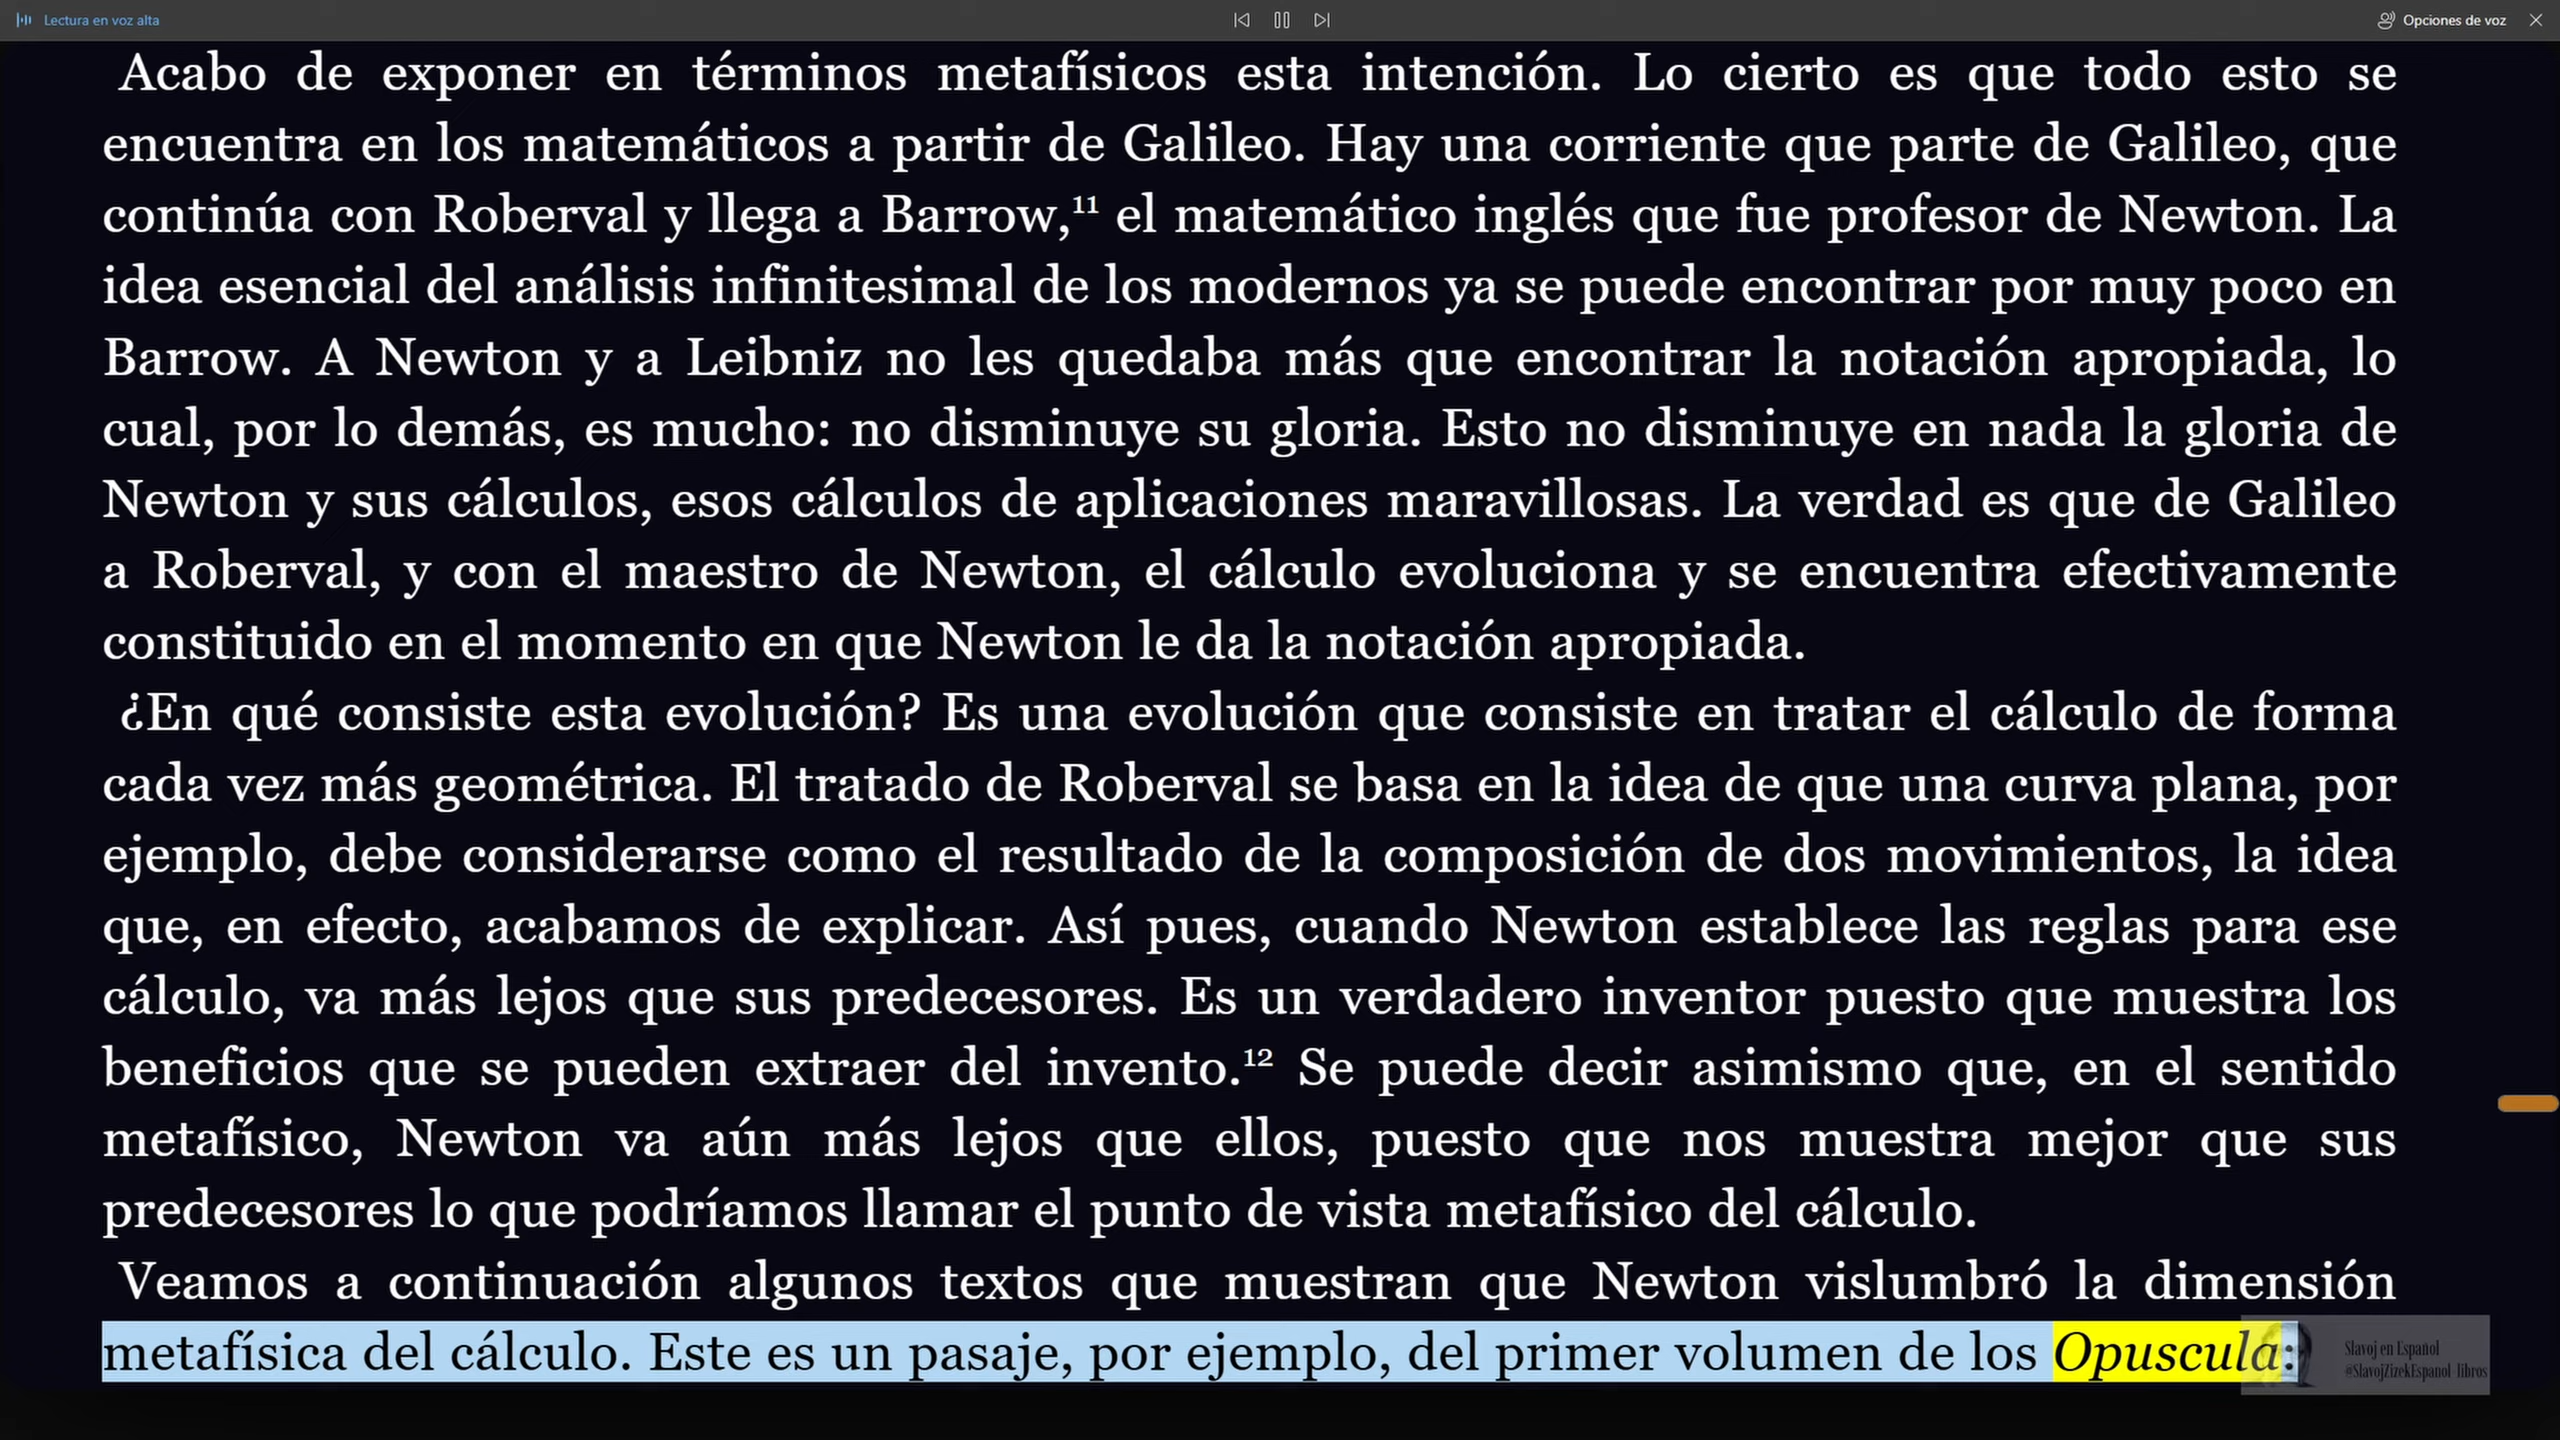 Lectura en voz alta
Opciones de voz
Acabo de exponer en términos metafísicos esta intención. Lo cierto es que todo esto se
encuentra en los matemáticos a partir de Galileo. Hay una corriente que parte de Galileo, que
continúa con Roberval y llega a Barrow,¹¹ el matemático inglés que fue profesor de Newton. La
idea esencial del análisis infinitesimal de los modernos ya se puede encontrar por muy poco en
Barrow. A Newton y a Leibniz no les quedaba más que encontrar la notación apropiada, lo
cual, por lo demás, es mucho: no disminuye su gloria. Esto no disminuye en nada la gloria de
Newton y sus cálculos, esos cálculos de aplicaciones maravillosas. La verdad es que de Galileo
a Roberval, y con el maestro de Newton, el cálculo evoluciona y se encuentra efectivamente
constituido en el momento en que Newton le da la notación apropiada.
¿En qué consiste esta evolución? Es una evolución que consiste en tratar el cálculo de forma
cada vez más geométrica. El tratado de Roberval se basa en la idea de que una curva plana, por
ejemplo, debe considerarse como el resultado de la composición de dos movimientos, la idea
que, en efecto, acabamos de explicar. Así pues, cuando Newton establece las reglas para ese
cálculo, va más lejos que sus predecesores. Es un verdadero inventor puesto que muestra los
beneficios que se pueden extraer del invento.¹² Se puede decir asimismo que, en el sentido
metafísico, Newton va aún más lejos que ellos, puesto que nos muestra mejor que sus
predecesores lo que podríamos llamar el punto de vista metafísico del cálculo.
Veamos a continuación algunos textos que muestran que Newton vislumbró la dimensión
metafísica del cálculo. Este es un pasaje, por ejemplo, del primer volumen de los Opuscula:
Slavoj en Español
@SlavojZizekEspanol-libros